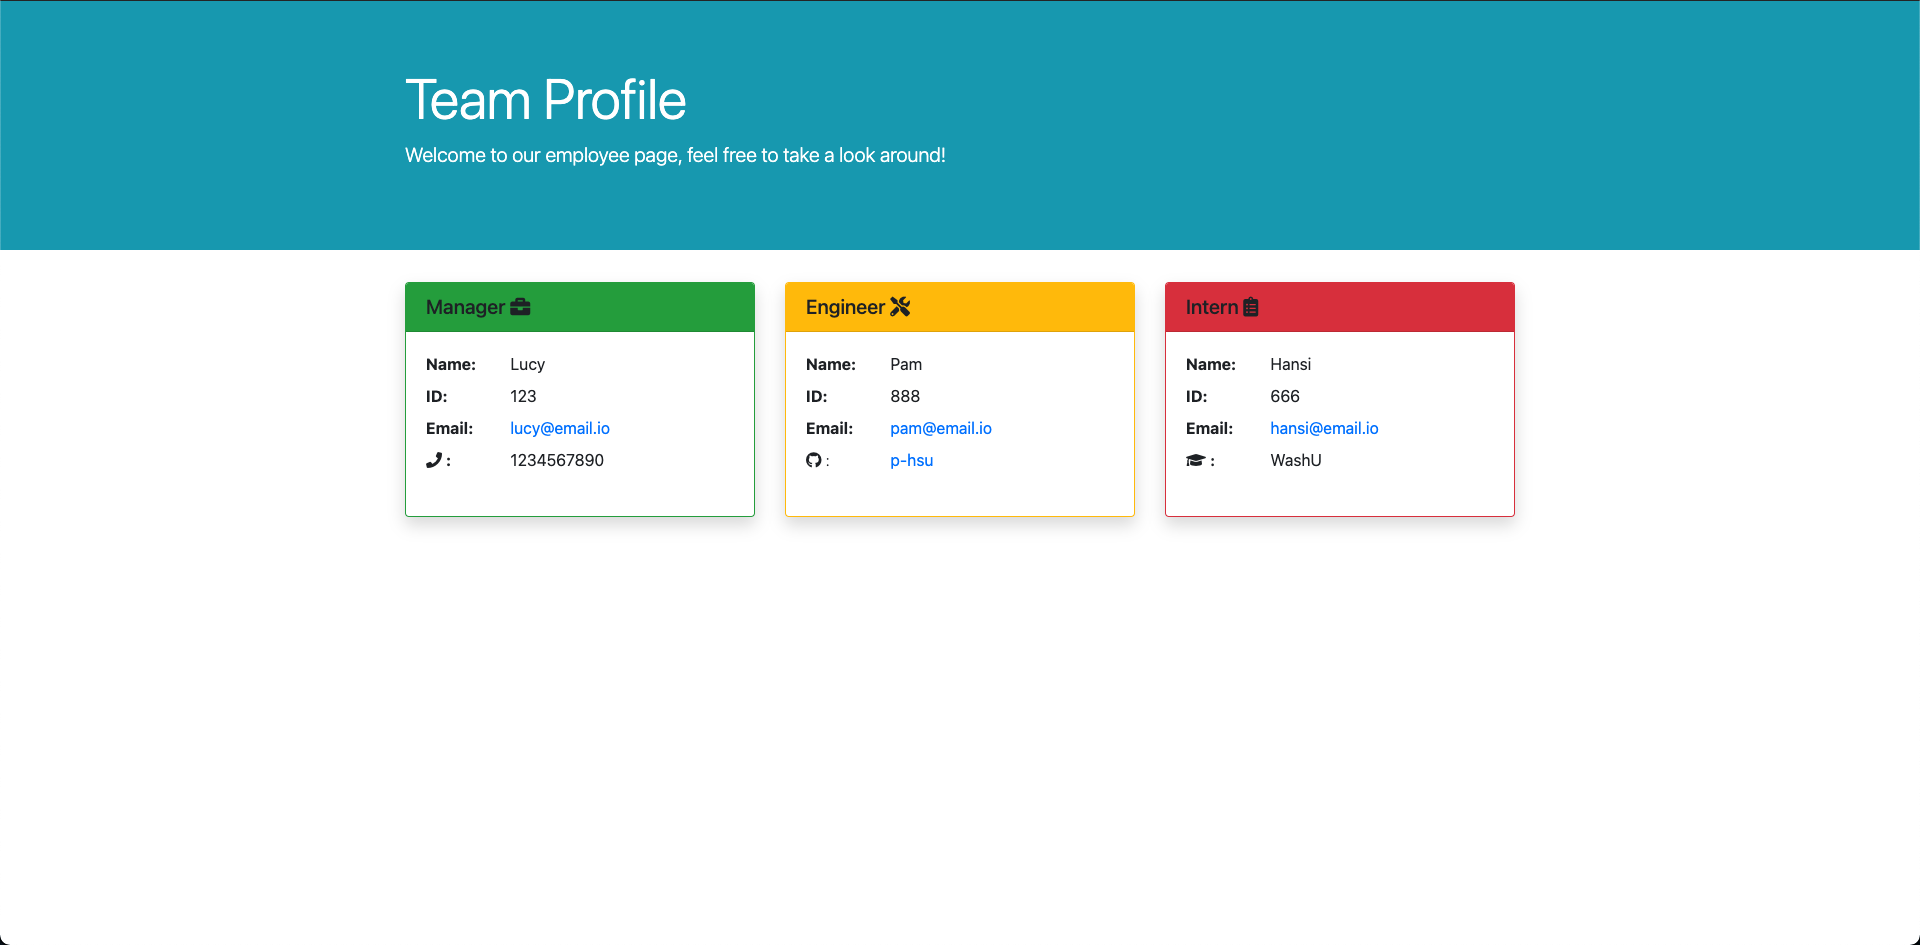 Team Profile
Welcome to our employee page, feel free to take a look around!
Manager
Name: Lucy
ID: 123
Email: lucy@email.io
: 1234567890
Engineer
Name: Pam
ID: 888
Email: pam@email.io
: p-hsu
Intern
Name: Hansi
ID: 666
Email: hansi@email.io
: WashU